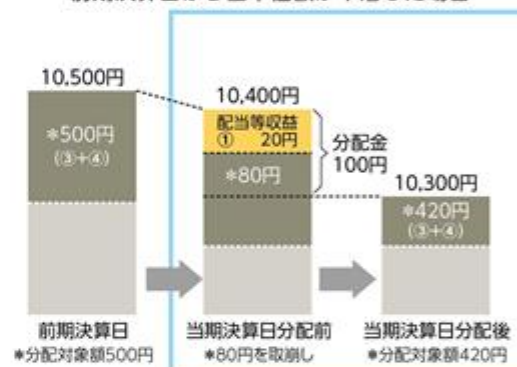 10,500円
*500円
(③+④)
前期決算日
*分配対象額500円
10,400円
配当等収益
① 20円
*80円
分配金
100円
当期決算日分配前
*80円を取崩し
10,300円
*420円
(③+④)
当期決算日分配後
*分配対象額420円